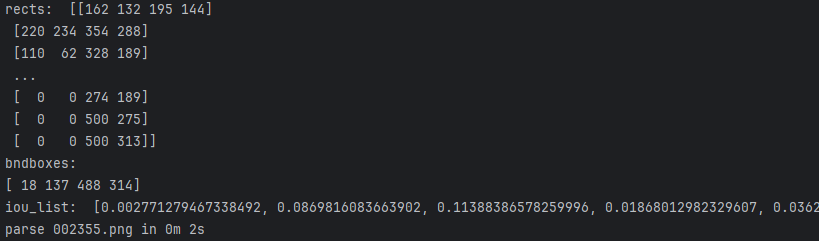 rects:  [[162 132 195 144]
 [220 234 354 288]
 [110  62 328 189]
 ...
 [  0   0 274 189]
 [  0   0 500 275]
 [  0   0 500 313]]
bndboxes:
[ 18 137 488 314]
iou_list:  [0.002771279467338492, 0.0869816083663902, 0.11388386578259996, 0.01868012982329607, 0.0362
parse 002355.png in 0m 2s